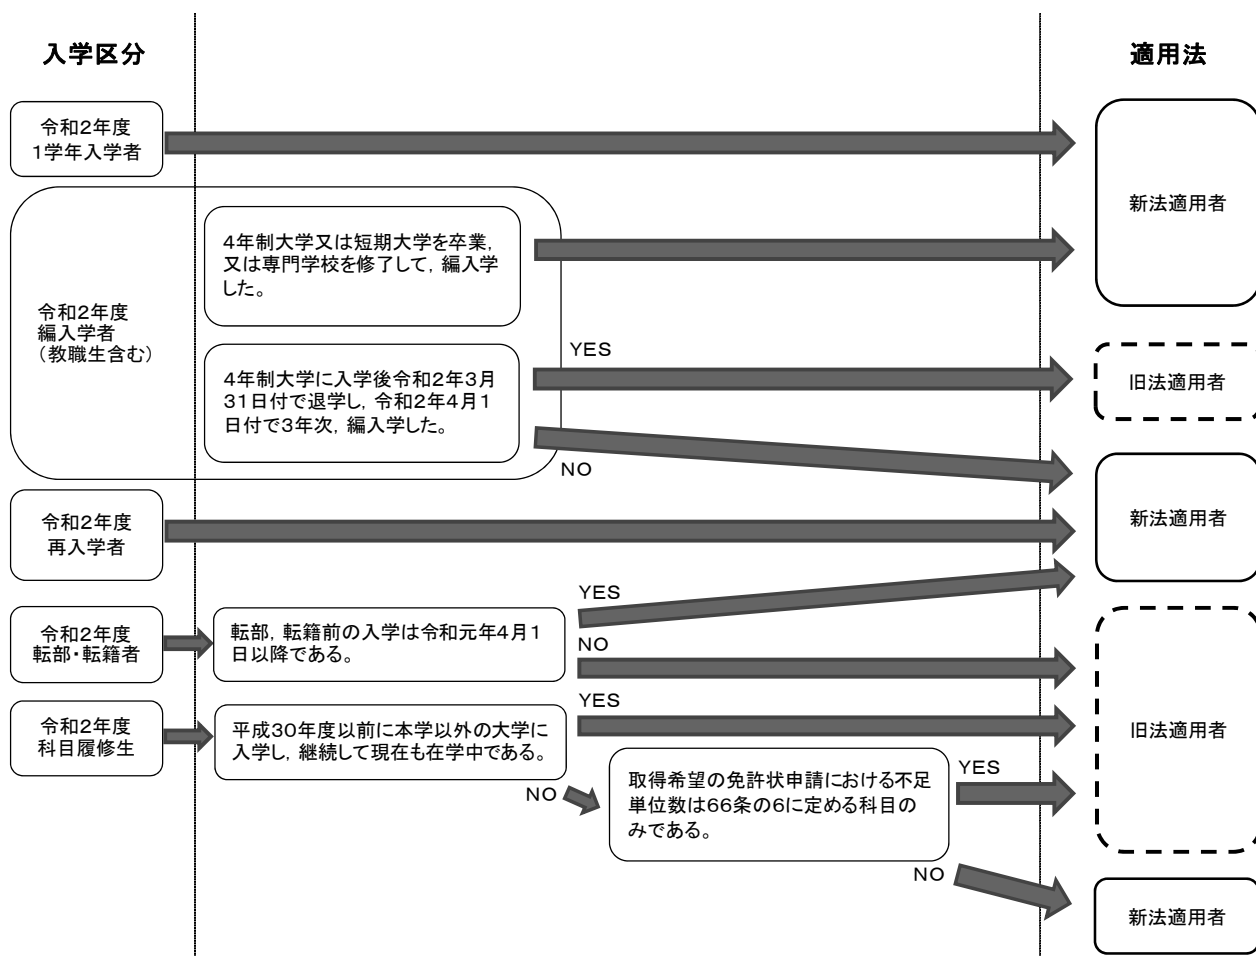 入学区分
適用法
令和2年度
1学年入学者
新法適用者
令和2年度
編入学者
（教職生含む）
4年制大学又は短期大学を卒業，
又は専門学校を修了して，編入学
した。
4年制大学に入学後令和2年3月
31日付で退学し，令和2年4月1
日付で3年次，編入学した。
YES
旧法適用者
NO
新法適用者
令和2年度
再入学者
令和2年度
転部・転籍者
転部，転籍前の入学は令和元年4月1
日以降である。
YES
NO
旧法適用者
令和2年度
科目履修生
平成30年度以前に本学以外の大学に
入学し，継続して現在も在学中である。
YES
NO
取得希望の免許状申請における不足
単位数は66条の6に定める科目の
みである。
YES
NO
新法適用者